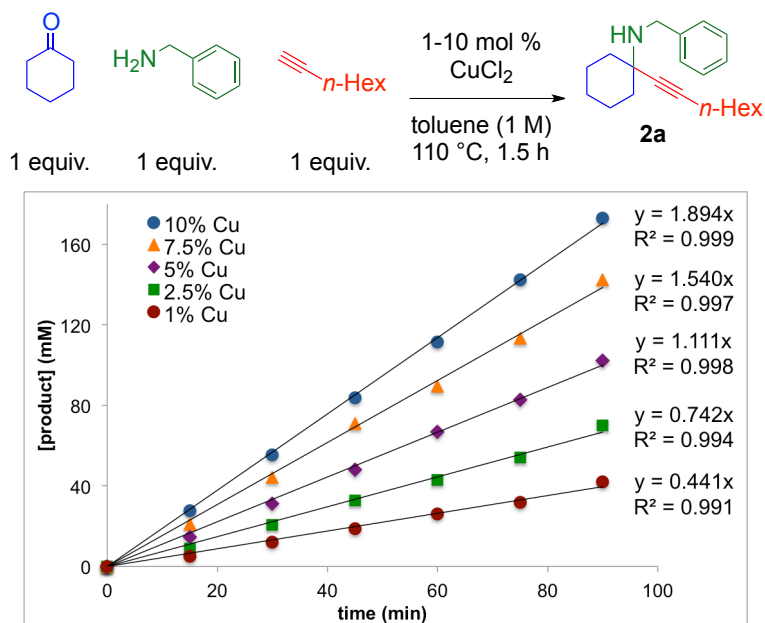 O
H₂N
n-Hex
1-10 mol %
CuCl₂
toluene (1 M)
110 °C, 1.5 h
HN
n-Hex
2a
1 equiv.
1 equiv.
1 equiv.
[product] (mM)
160
120
80
40
0
10% Cu
7.5% Cu
5% Cu
2.5% Cu
1% Cu
y = 1.894x
R² = 0.999
y = 1.540x
R² = 0.997
y = 1.111x
R² = 0.998
y = 0.742x
R² = 0.994
y = 0.441x
R² = 0.991
0
20
40
60
80
100
time (min)